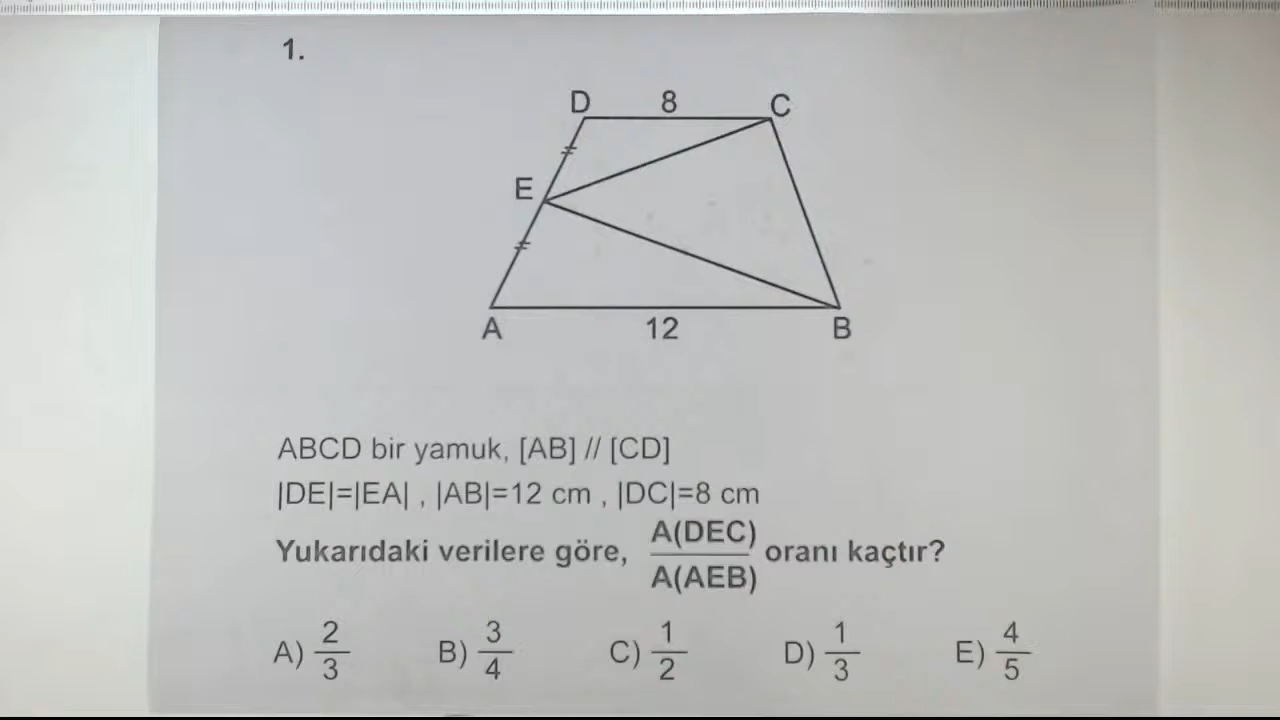 1.
D 8 C
E
A 12 B
ABCD bir yamuk, [AB] // [CD]
|DE|=|EA| , |AB|=12 cm , |DC|=8 cm
Yukarıdaki verilere göre, A(DEC)/A(AEB) oranı kaçtır?
A) 2/3 B) 3/4 C) 1/2 D) 1/3 E) 4/5